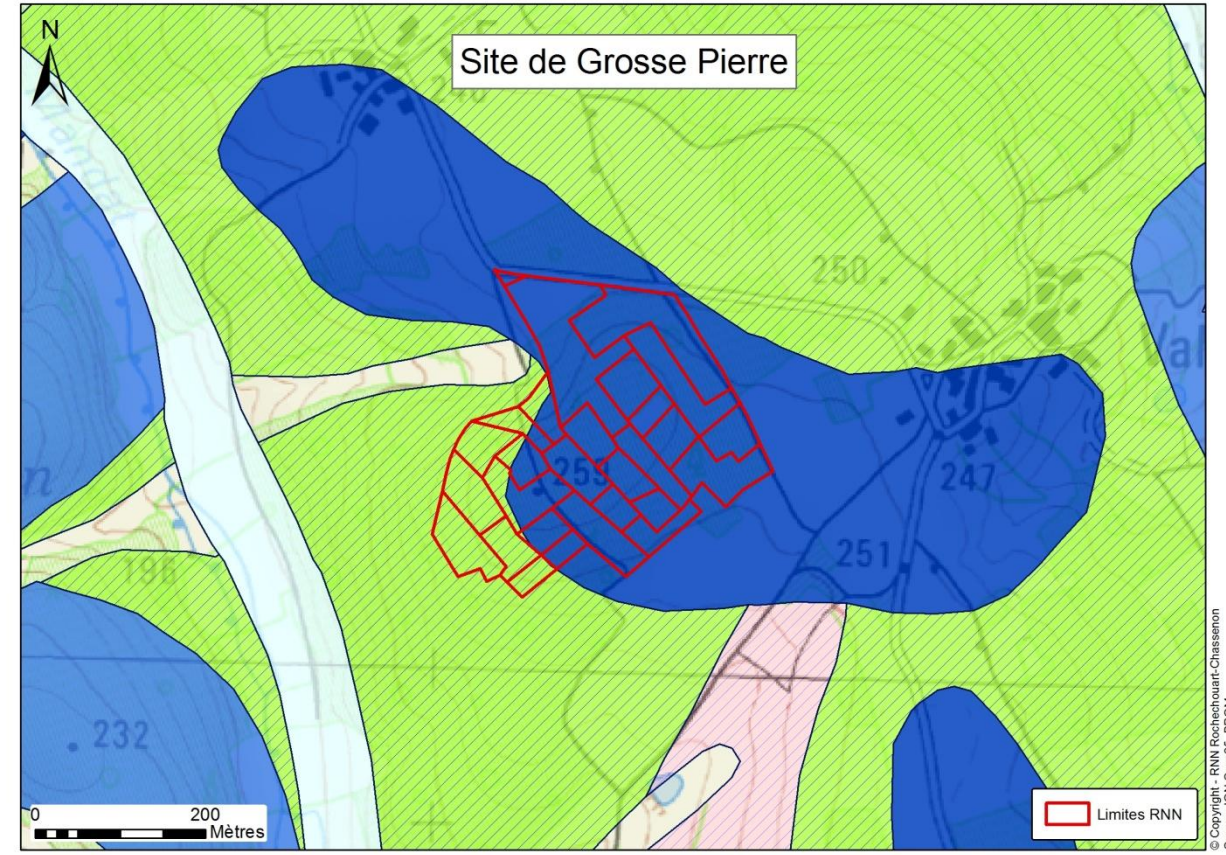 N
Site de Grosse Pierre
250
259
247
251
196
232
0 200
Mètres
Limites RNN
© Copyright - RNN Rochechouart-Chassenon